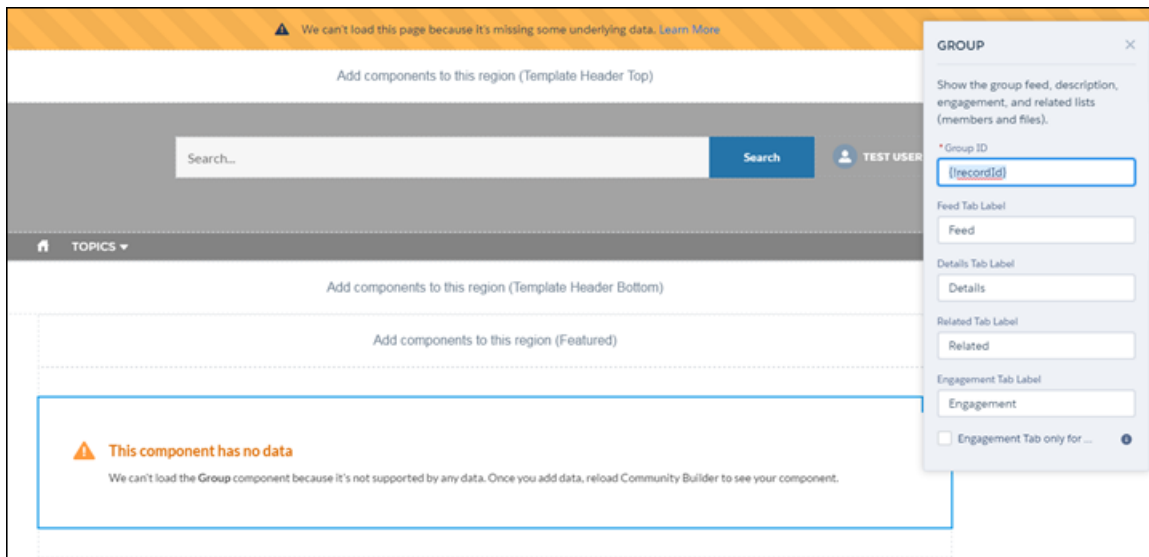 We can't load this page because it's missing some underlying data. Learn More
Add components to this region (Template Header Top)
Search...
Search
TEST USER
TOPICS
Add components to this region (Template Header Bottom)
Add components to this region (Featured)
This component has no data
We can't load the Group component because it's not supported by any data. Once you add data, reload Community Builder to see your component.
GROUP
Show the group feed, description,
engagement, and related lists
(members and files).
*Group ID
{!recordId}
Feed Tab Label
Feed
Details Tab Label
Details
Related Tab Label
Related
Engagement Tab Label
Engagement
Engagement Tab only for ...